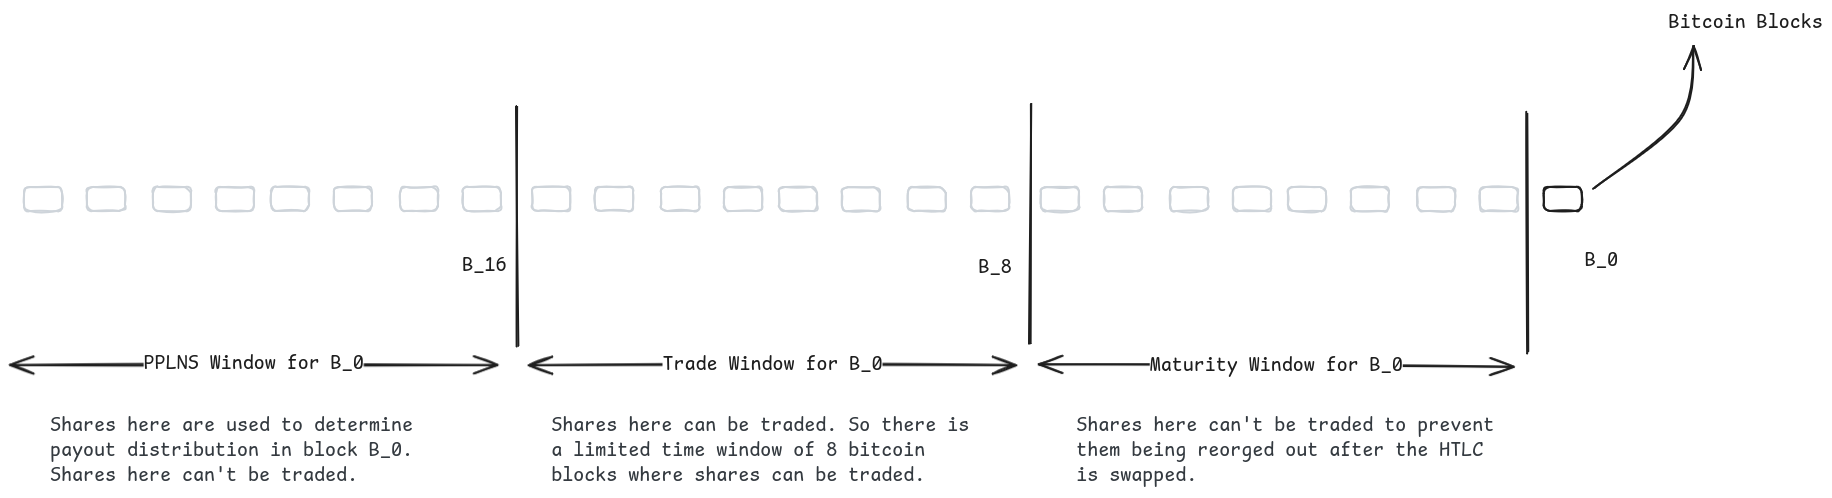 Bitcoin Blocks
B_16
B_8
B_0
PPLNS Window for B_0
Trade Window for B_0
Maturity Window for B_0
Shares here are used to determine
payout distribution in block B_0.
Shares here can't be traded.
Shares here can be traded. So there is
a limited time window of 8 bitcoin
blocks where shares can be traded.
Shares here can't be traded to prevent
them being reorged out after the HTLC
is swapped.